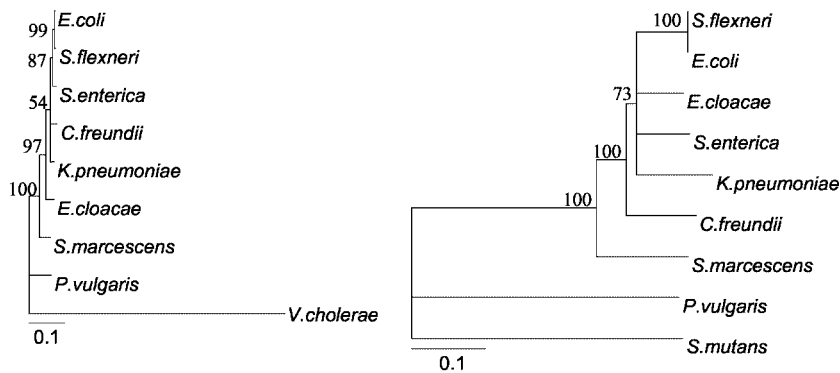 99
E.coli
87
S.flexneri
54
S.enterica
97
C.freundii
100
K.pneumoniae
E.cloacae
S.marcescens
P.vulgaris
V.cholerae
0.1
100
S.flexneri
E.coli
73
E.cloacae
100
S.enterica
100
K.pneumoniae
C.freundii
S.marcescens
P.vulgaris
S.mutans
0.1